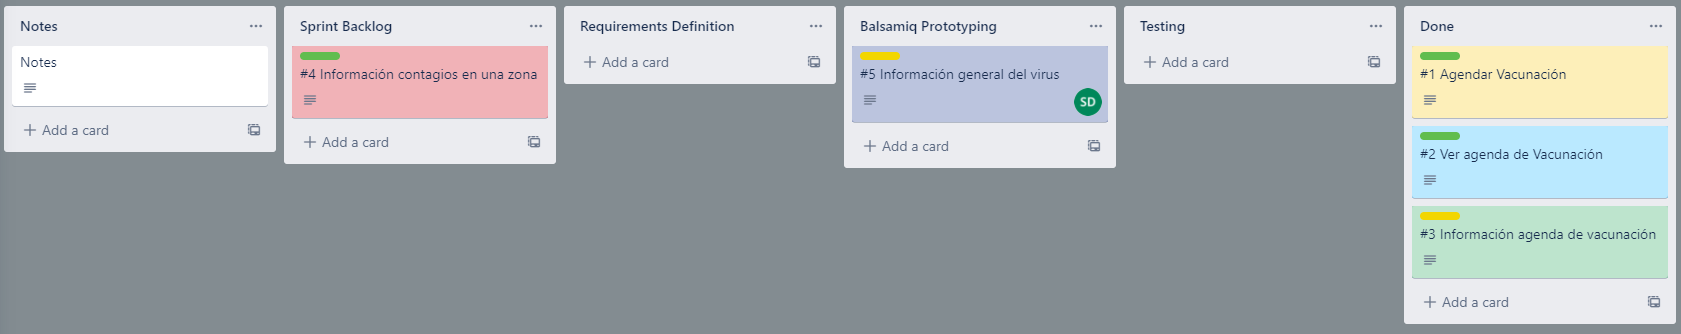 Notes
Notes
Add a card
Sprint Backlog
#4 Información contagios en una zona
Add a card
Requirements Definition
Add a card
Balsamiq Prototyping
#5 Información general del virus
SD
Add a card
Testing
Add a card
Done
#1 Agendar Vacunación
#2 Ver agenda de Vacunación
#3 Información agenda de vacunación
Add a card